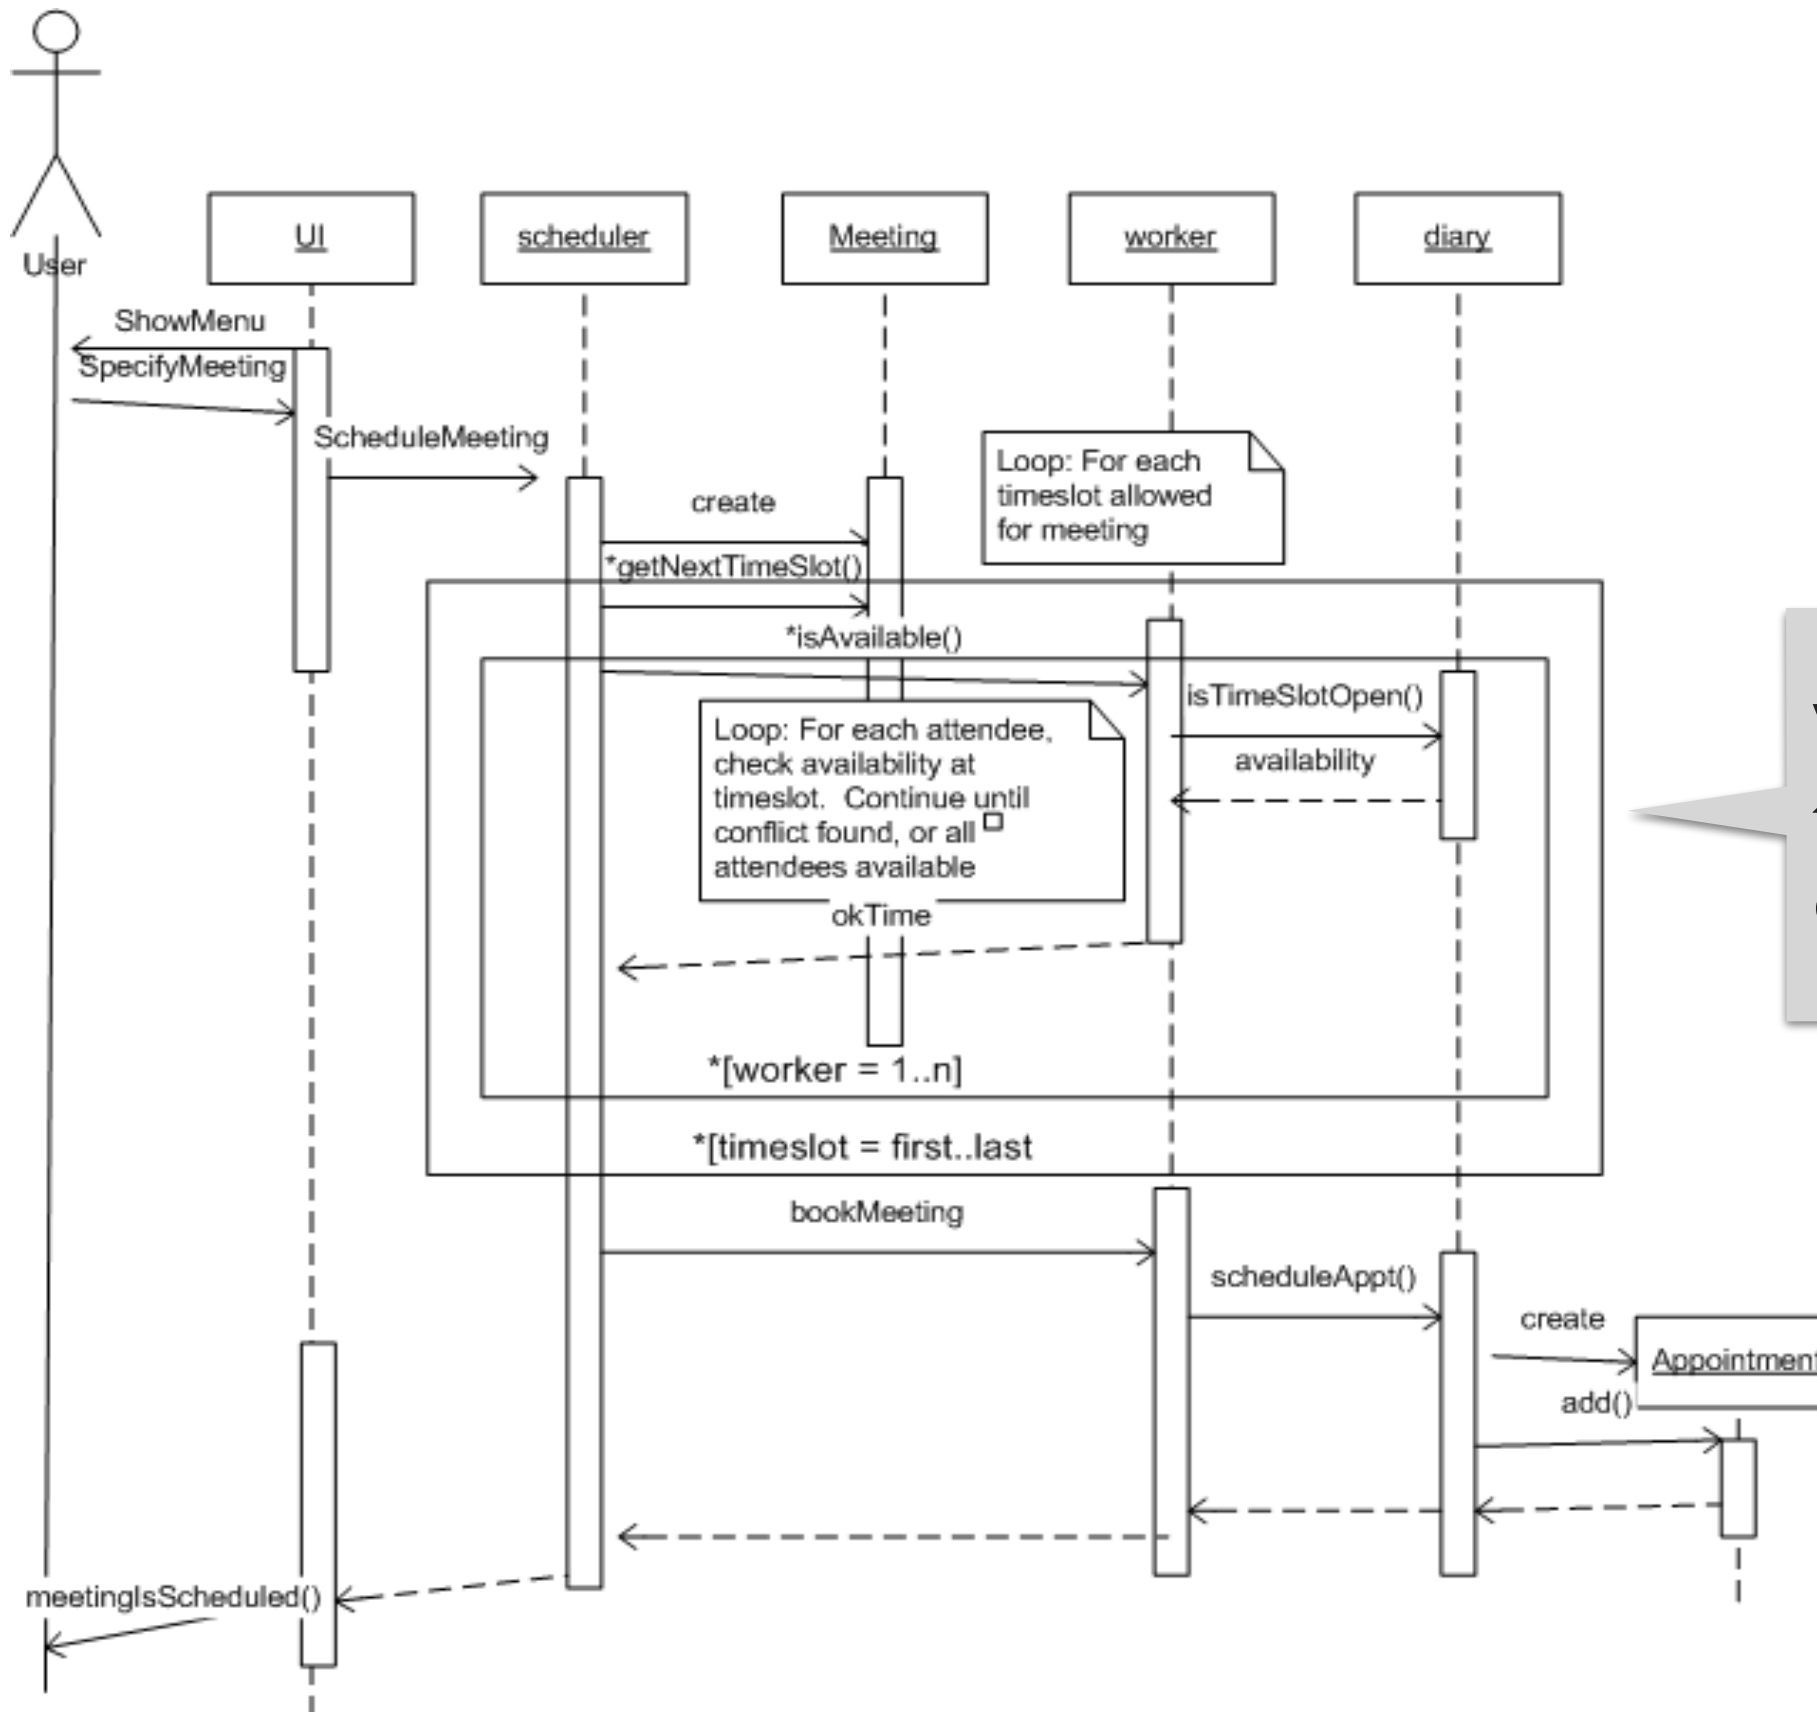 UI
scheduler
Meeting
worker
diary
User
ShowMenu
SpecifyMeeting
ScheduleMeeting
Loop: For each
timeslot allowed
for meeting
create
*getNextTimeSlot()
*isAvailable()
isTimeSlotOpen()
Loop: For each attendee,
check availability at
timeslot. Continue until
conflict found, or all
attendees available
availability
okTime
*[worker = 1..n]
*[timeslot = first..last
bookMeeting
scheduleAppt()
create
Appointment
add()
meetingIsScheduled()